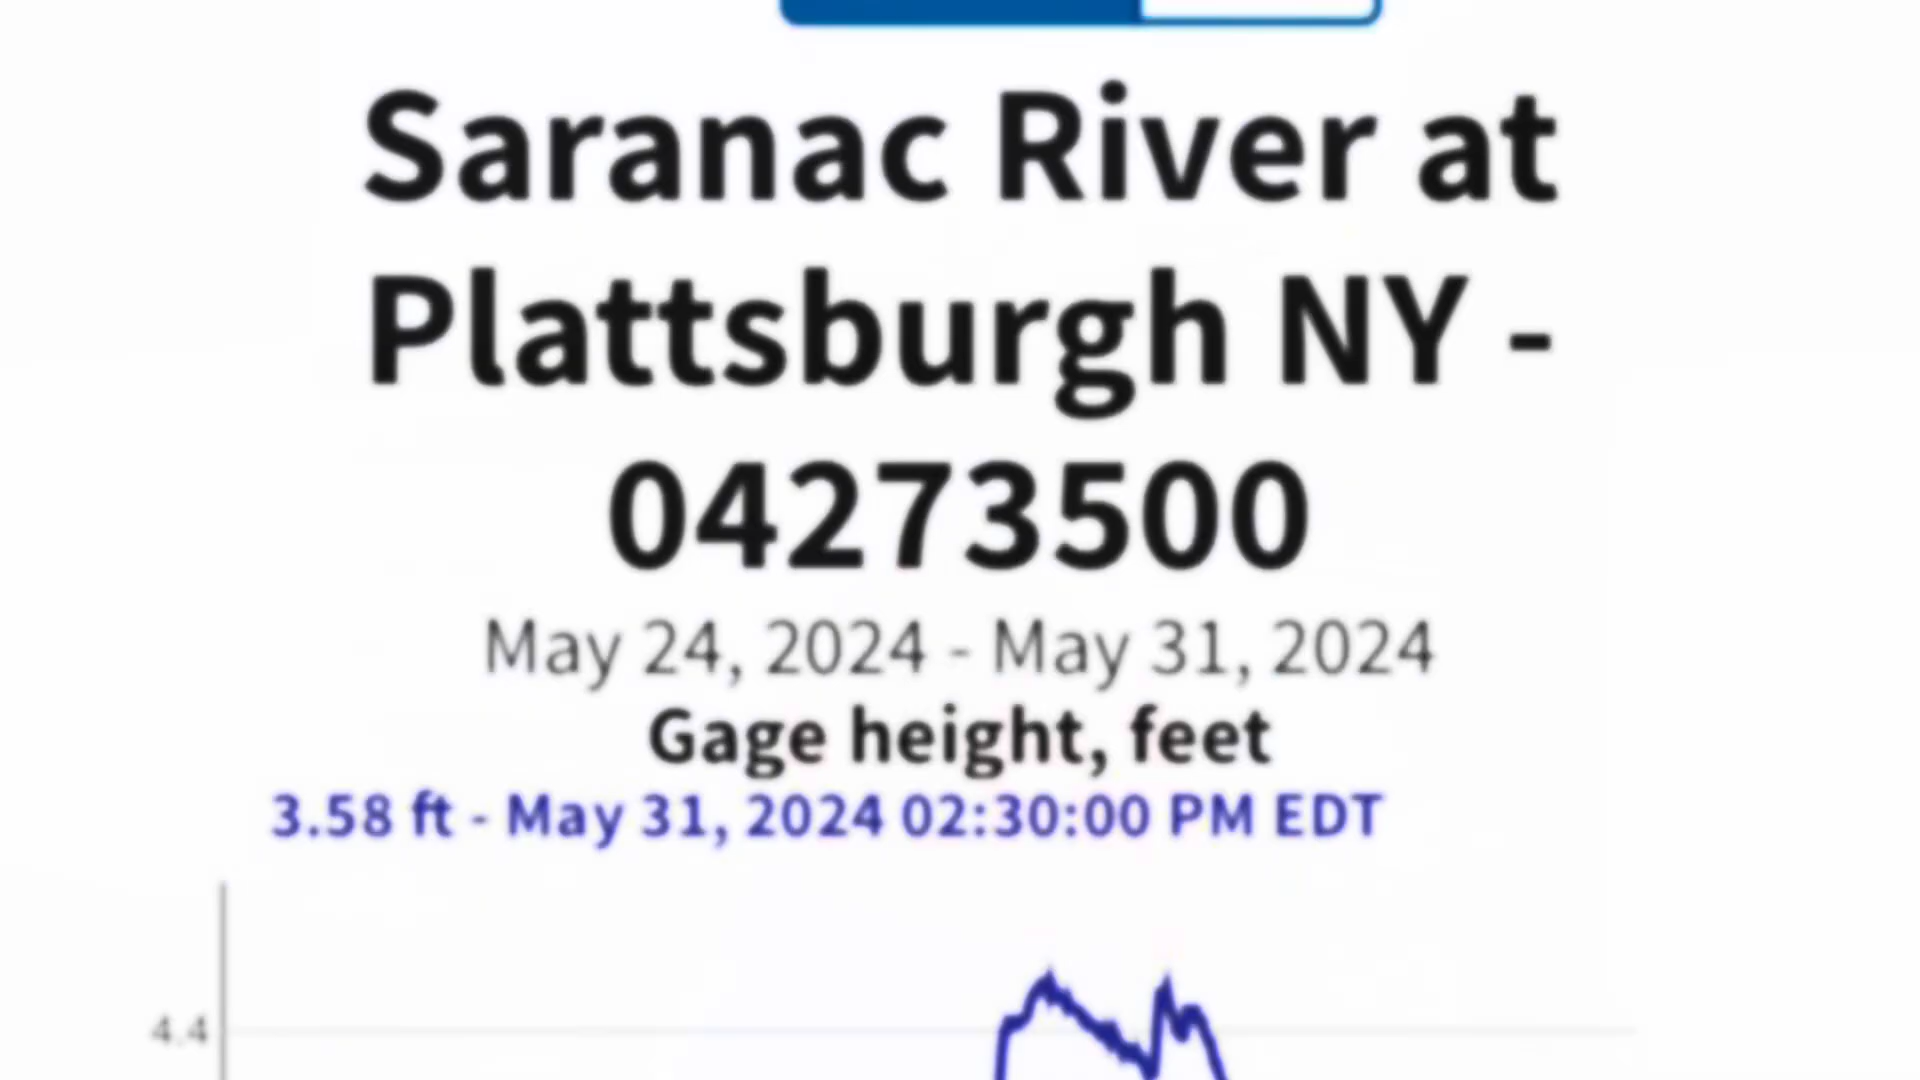 Saranac River at
Plattsburgh NY -
04273500
May 24, 2024 - May 31, 2024
Gage height, feet
3.58 ft - May 31, 2024 02:30:00 PM EDT
4.4